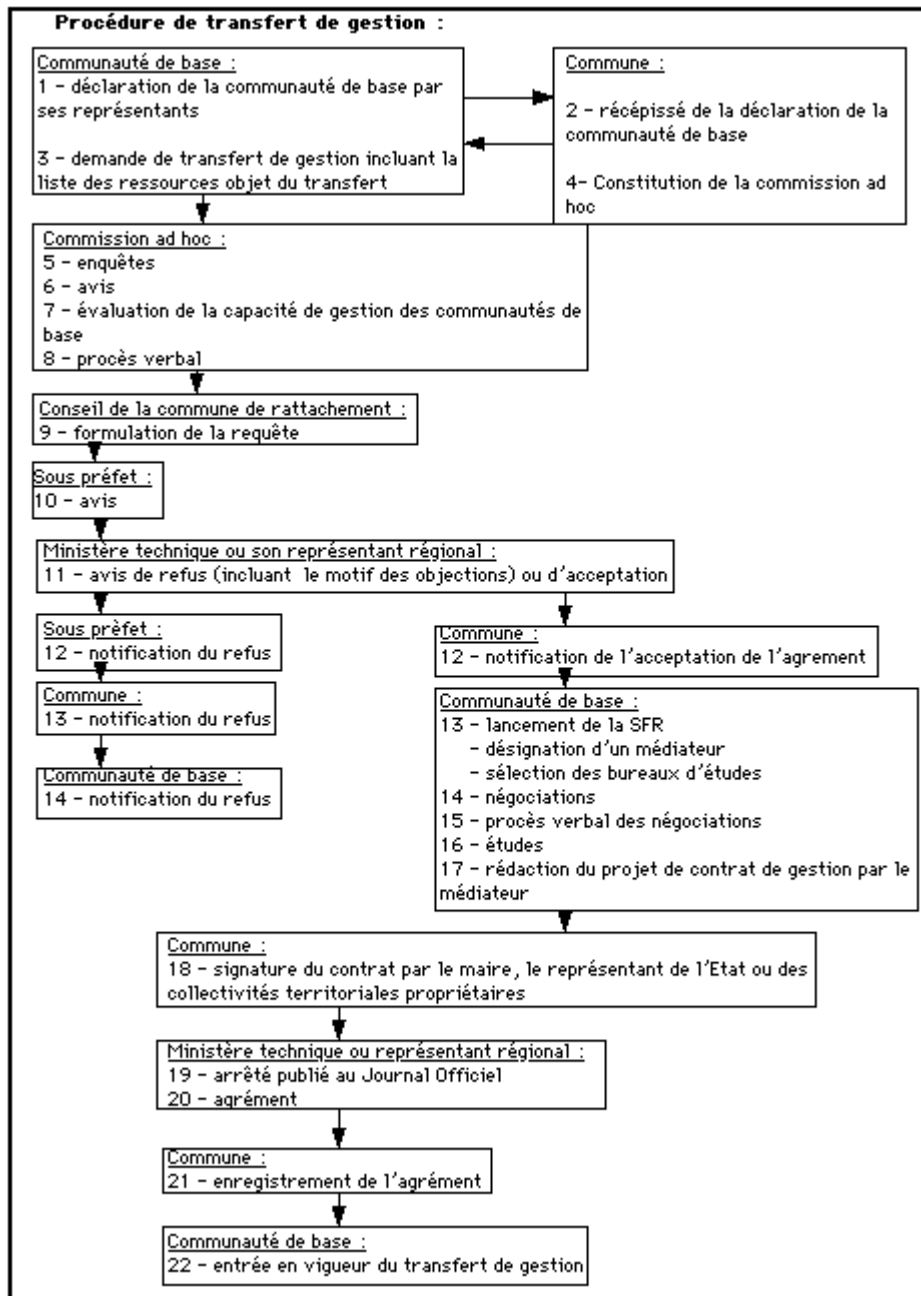 Procédure de transfert de gestion :
Communauté de base :
1 - déclaration de la communauté de base par
ses représentants
3 - demande de transfert de gestion incluant la
liste des ressources objet du transfert
Commune :
2 - récépissé de la déclaration de la
communauté de base
4- Constitution de la commission ad
hoc
Commission ad hoc :
5 - enquêtes
6 - avis
7 - évaluation de la capacité de gestion des communautés de
base
8 - procès verbal
Conseil de la commune de rattachement :
9 - formulation de la requête
Sous préfet :
10 - avis
Ministère technique ou son représentant régional :
11 - avis de refus (incluant le motif des objections) ou d'acceptation
Sous prèfet :
12 - notification du refus
Commune :
13 - notification du refus
Communauté de base :
14 - notification du refus
Commune :
12 - notification de l'acceptation de l'agrement
Communauté de base :
13 - lancement de la SFR
- désignation d'un médiateur
- sélection des bureaux d'études
14 - négociations
15 - procès verbal des négociations
16 - études
17 - rédaction du projet de contrat de gestion par le
médiateur
Commune :
18 - signature du contrat par le maire, le représentant de l'Etat ou des
collectivités territoriales propriétaires
Ministère technique ou représentant régional :
19 - arrêté publié au Journal Officiel
20 - agrément
Commune :
21 - enregistrement de l'agrément
Communauté de base :
22 - entrée en vigueur du transfert de gestion